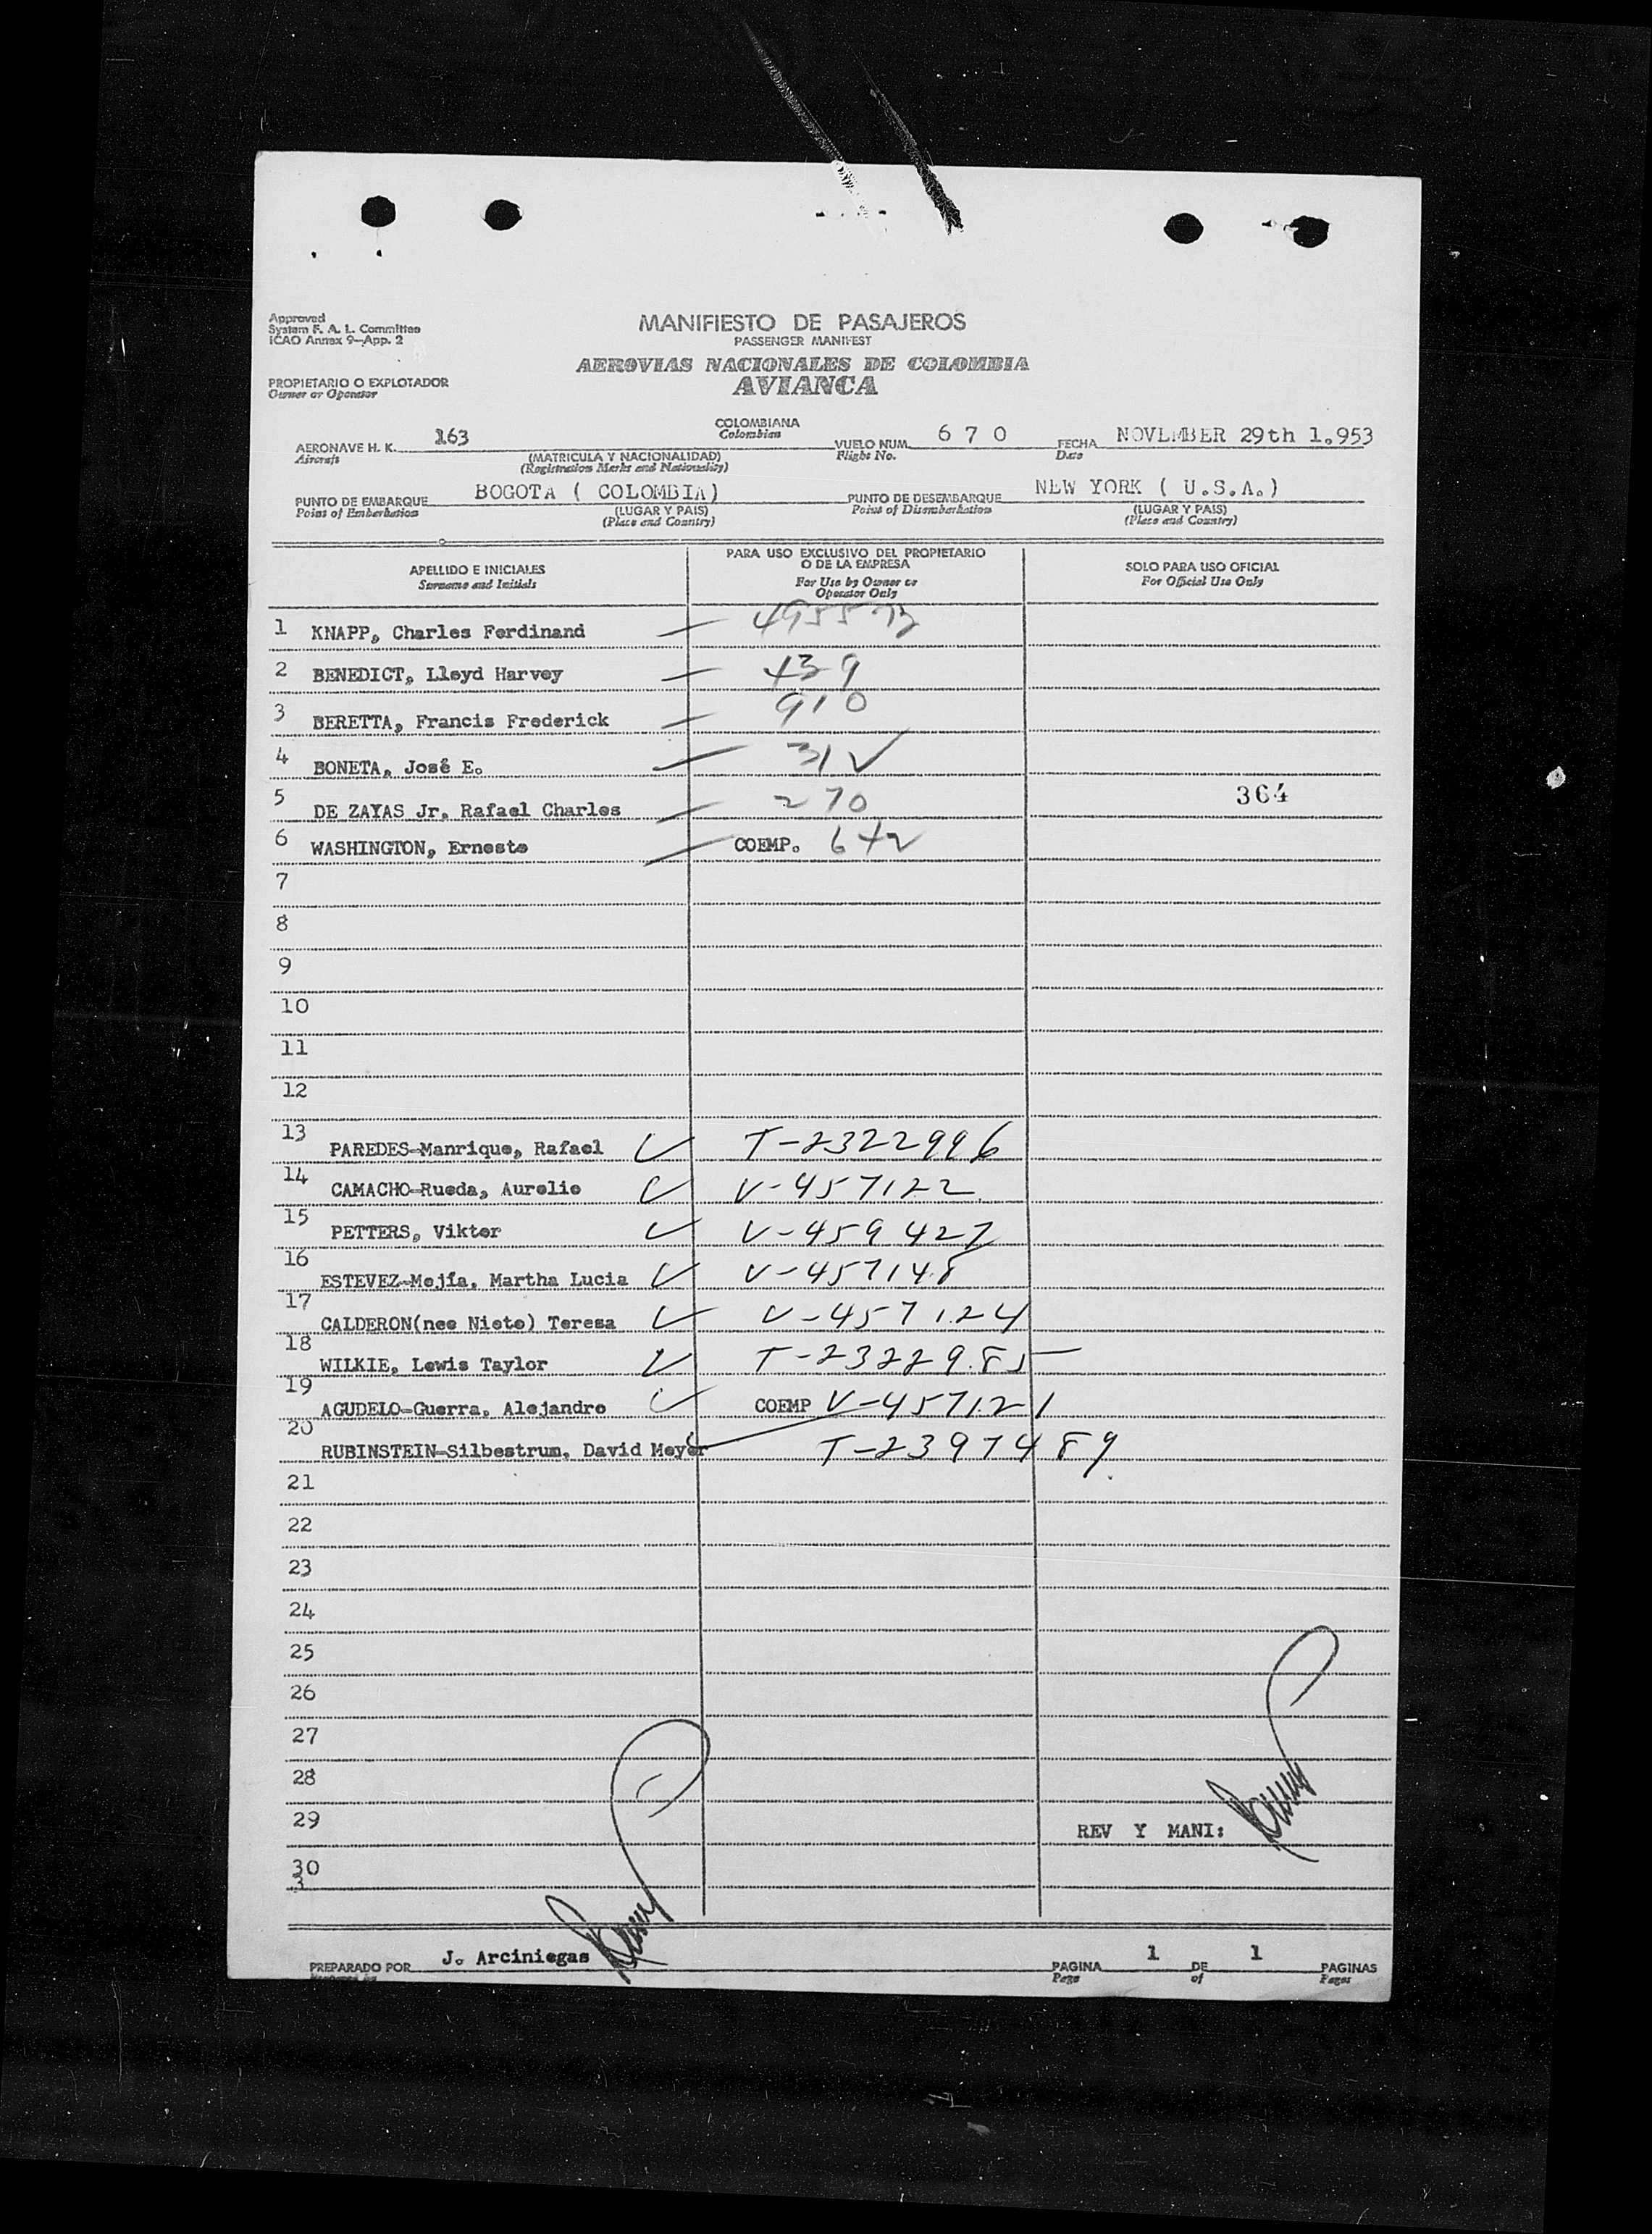 Approved
System F. A. L. Committee
ICAO Annex 9-App. 2
MANIFIESTO DE PASAJEROS
PASSENGER MANIFEST
AEROVIAS NACIONALES DE COLOMBIA
AVIANCA
PROPIETARIO O EXPLOTADOR
Owner or Operator
AERONAVE H. K. 163 COLOMBIANA VUELO NUM. 6 7 0 FECHA NOVEMBER 29th 1.953
Aircraft Colombian Flight No. Date
(MATRICULA Y NACIONALIDAD)
(Registration Marks and Nationality)
PUNTO DE EMBARQUE BOGOTA ( COLOMBIA) PUNTO DE DESEMBARQUE NEW YORK ( U.S.A.)
Point of Embarkation (LUGAR Y PAIS) Point of Disembarkation (LUGAR Y PAIS)
(Place and Country) (Place and Country)
APELLIDO E INICIALES
Surname and Initials
PARA USO EXCLUSIVO DEL PROPIETARIO
O DE LA EMPRESA
For Use by Owner or
Operator Only
SOLO PARA USO OFICIAL
For Official Use Only
1 KNAPP, Charles Ferdinand
2 BENEDICT, Lloyd Harvey 439
3 BERETTA, Francis Frederick 910
4 BONETA, José E.
5 DE ZAYAS Jr, Rafael Charles 270 364
6 WASHINGTON, Ernesto COEMP. 642
7
8
9
10
11
12
13 PAREDES-Manrique, Rafael T-2322996
14 CAMACHO-Rueda, Aurelio V-457122
15 PETTERS, Viktor V-459427
16 ESTEVEZ-Mejía, Martha Lucia V-457148
17 CALDERON(nee Nieto) Teresa V-457124
18 WILKIE, Lewis Taylor T-2322985
19 AGUDELO-Guerra, Alejandro COEMP V-457121
20 RUBINSTEIN-Silbestrum, David Meyer T-2397489
21
22
23
24
25
26
27
28
29 REV Y MANI:
30
3
PREPARADO POR J. Arciniegas PAGINA 1 DE 1 PAGINAS
Page of Pages